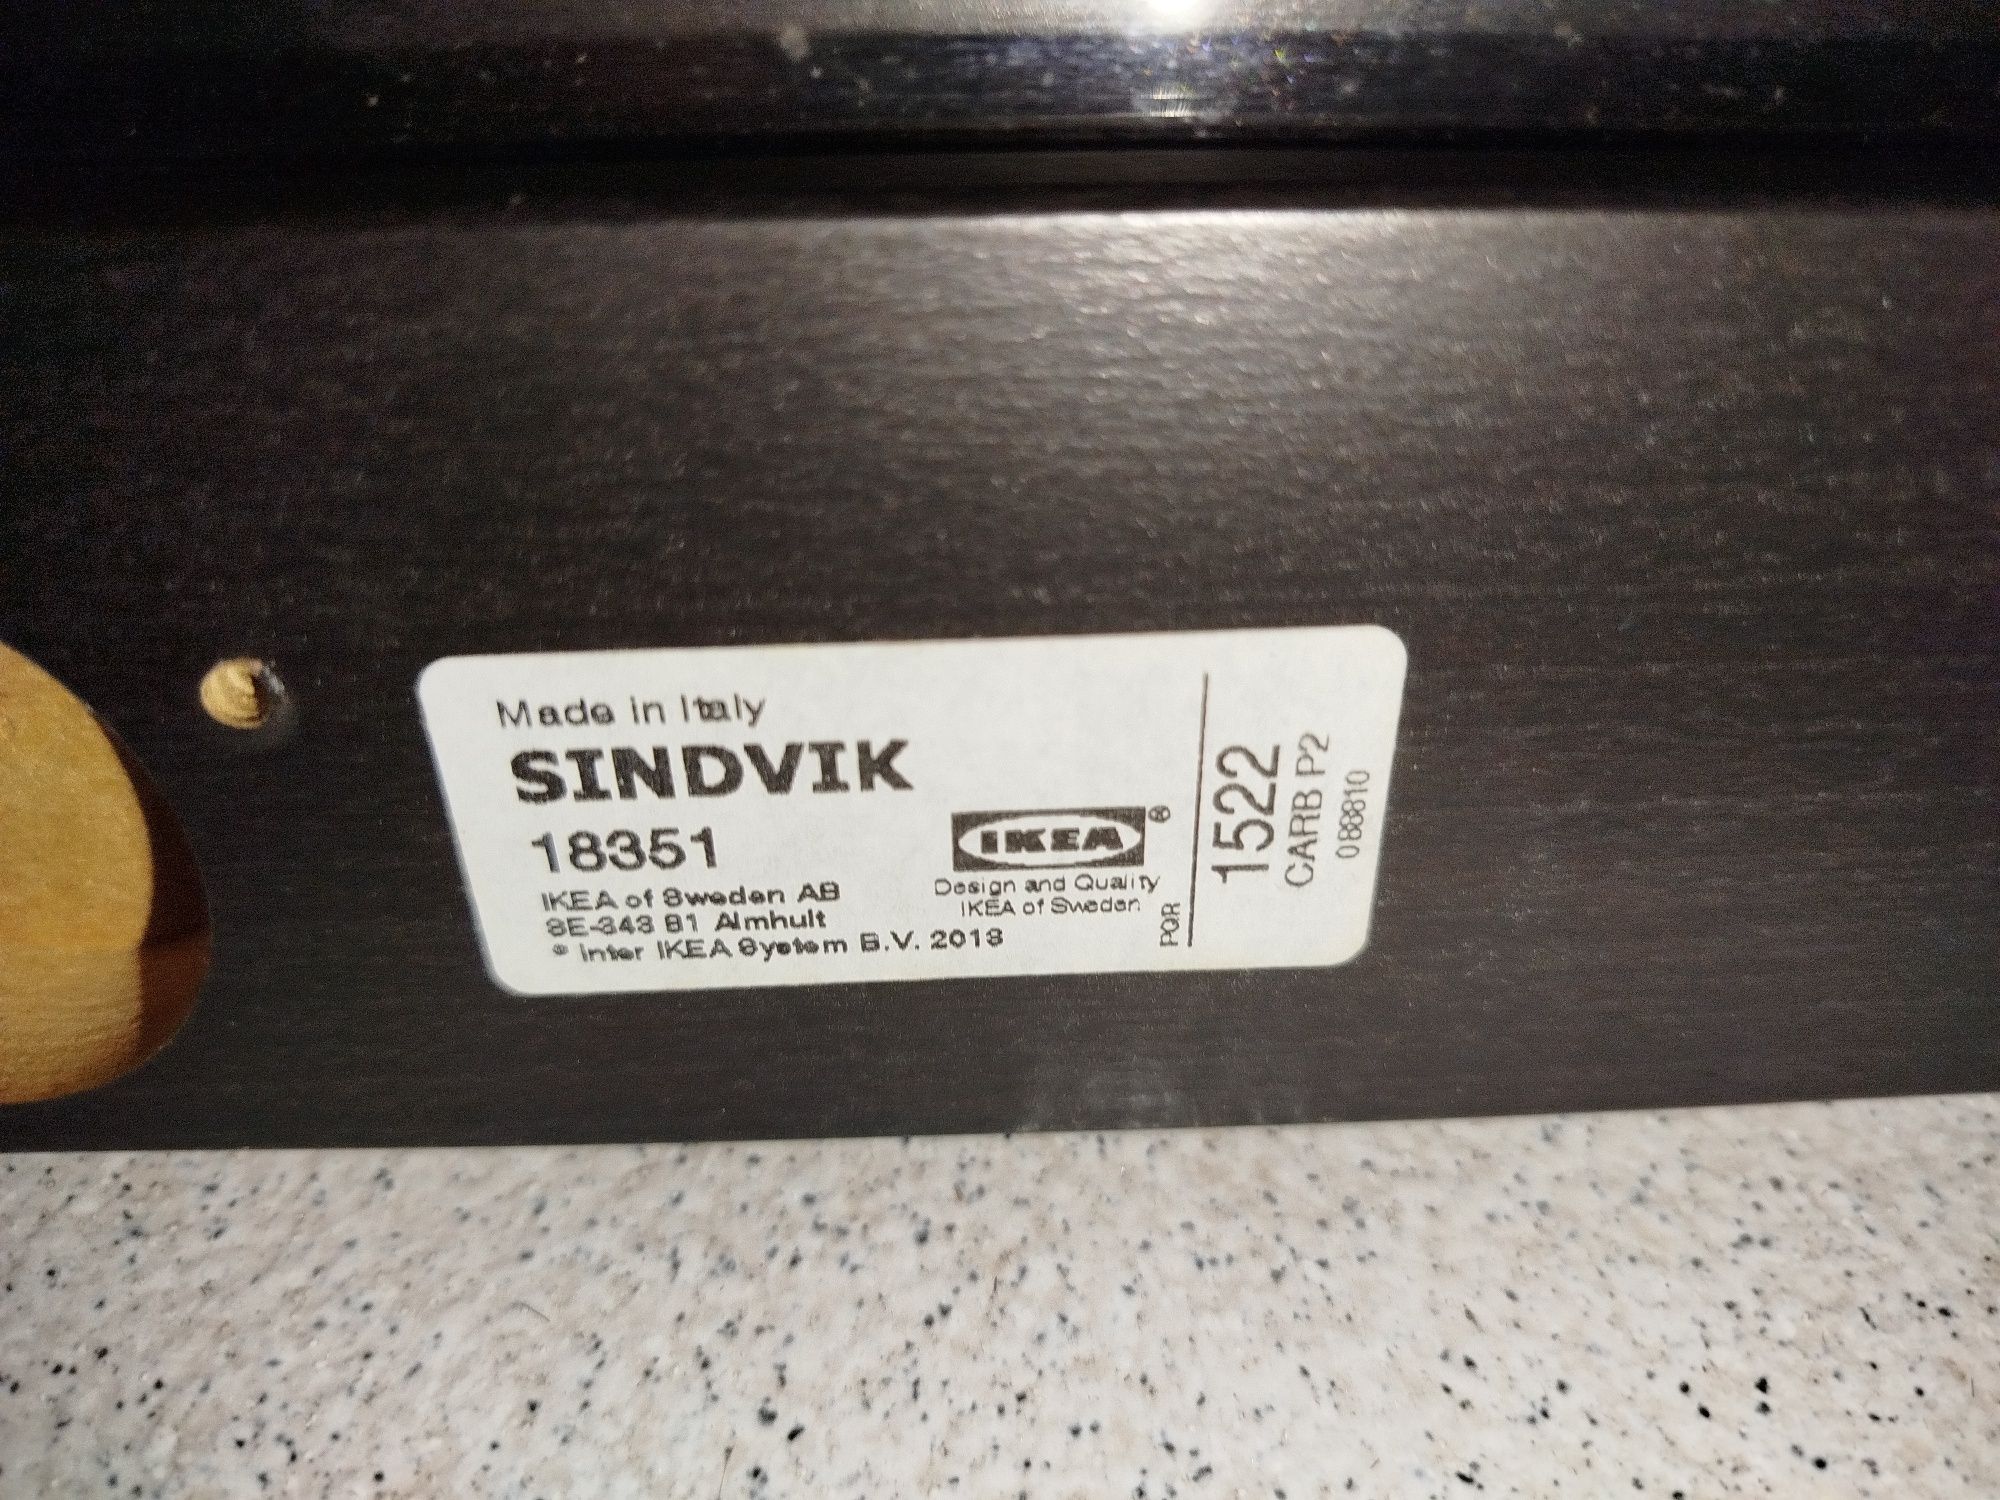 Made in Italy
SINDVIK
18351
IKEA of Sweden AB
SE-343 81 Almhult
® Inter IKEA System B.V. 2013
IKEA®
Design and Quality
IKEA of Sweden
PQR
1522
CARB P2
088810